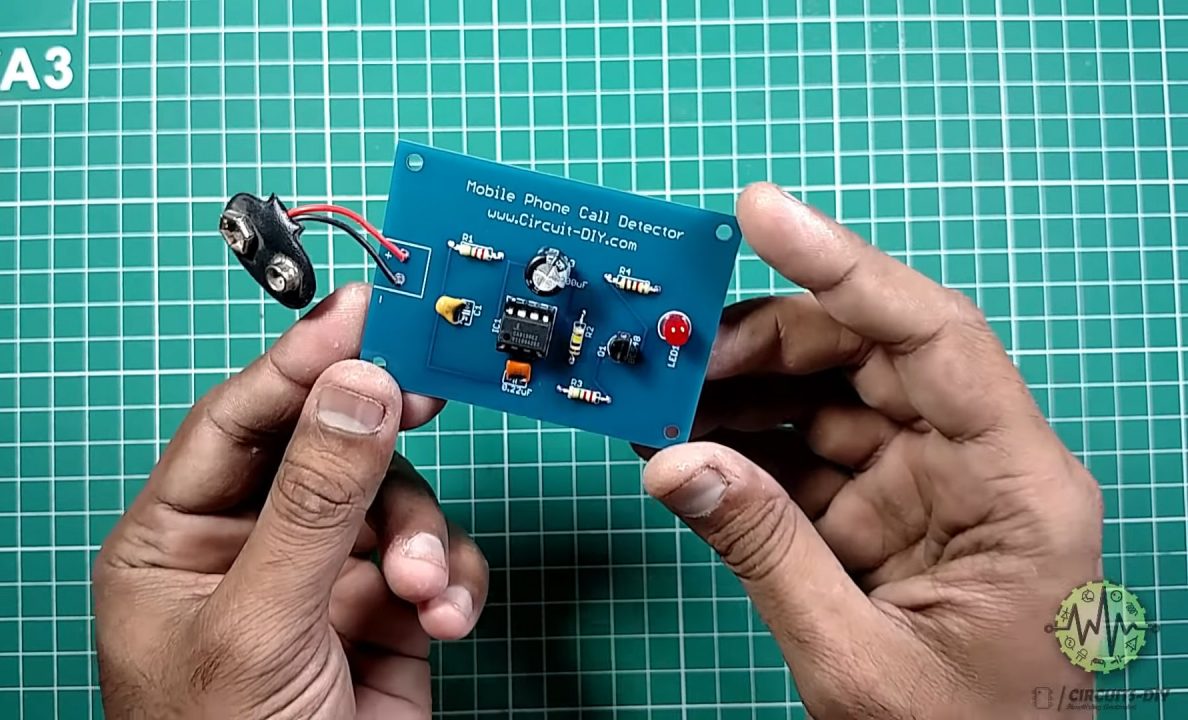 A3
Mobile Phone Call Detector
www.Circuit-DIY.com
R1
R4
+
C1
IC1
R2
Q1
48
LED1
-
0.22uF
R3
CIRCUITS-DIY